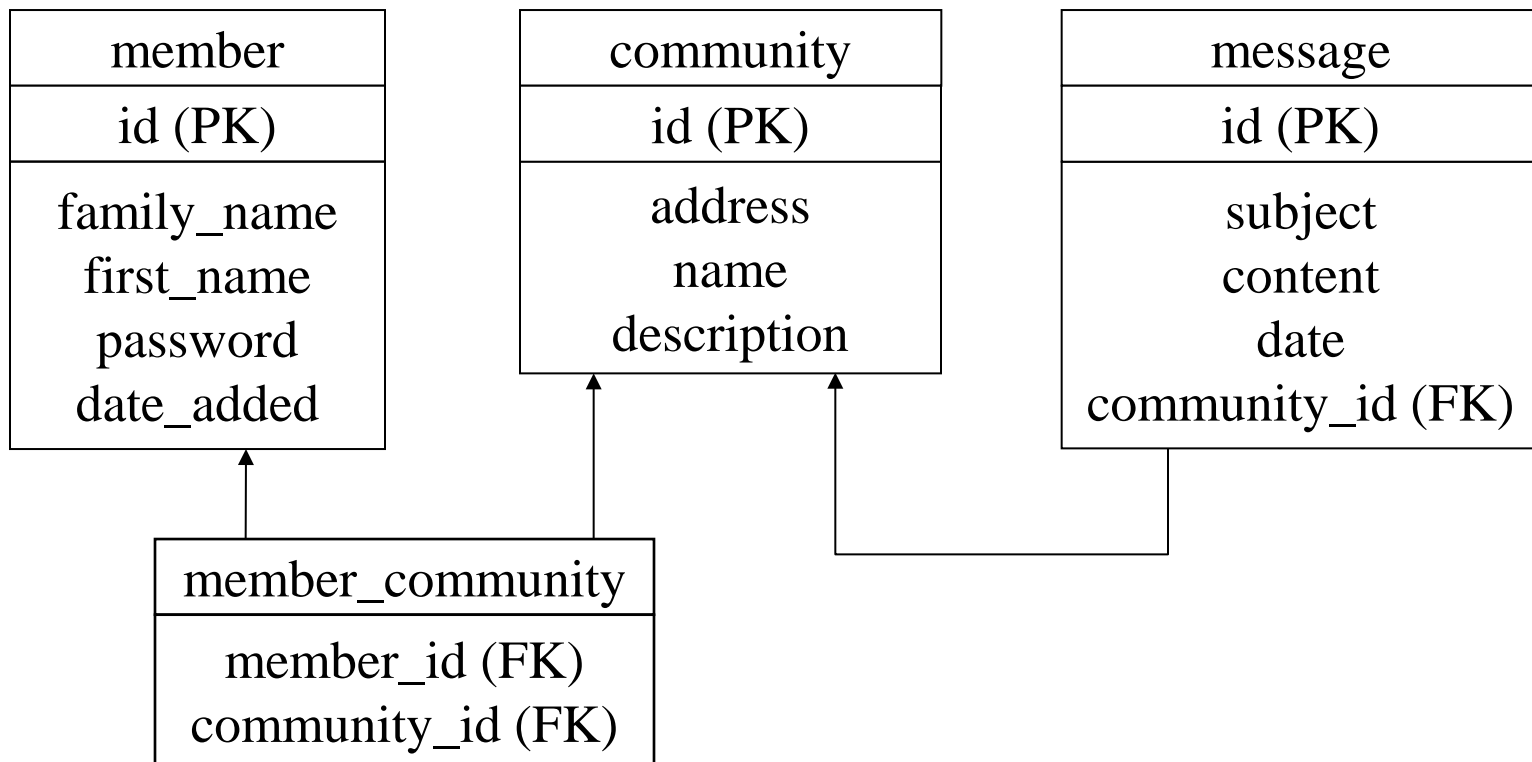 member
id (PK)
family_name
first_name
password
date_added
community
id (PK)
address
name
description
message
id (PK)
subject
content
date
community_id (FK)
member_community
member_id (FK)
community_id (FK)